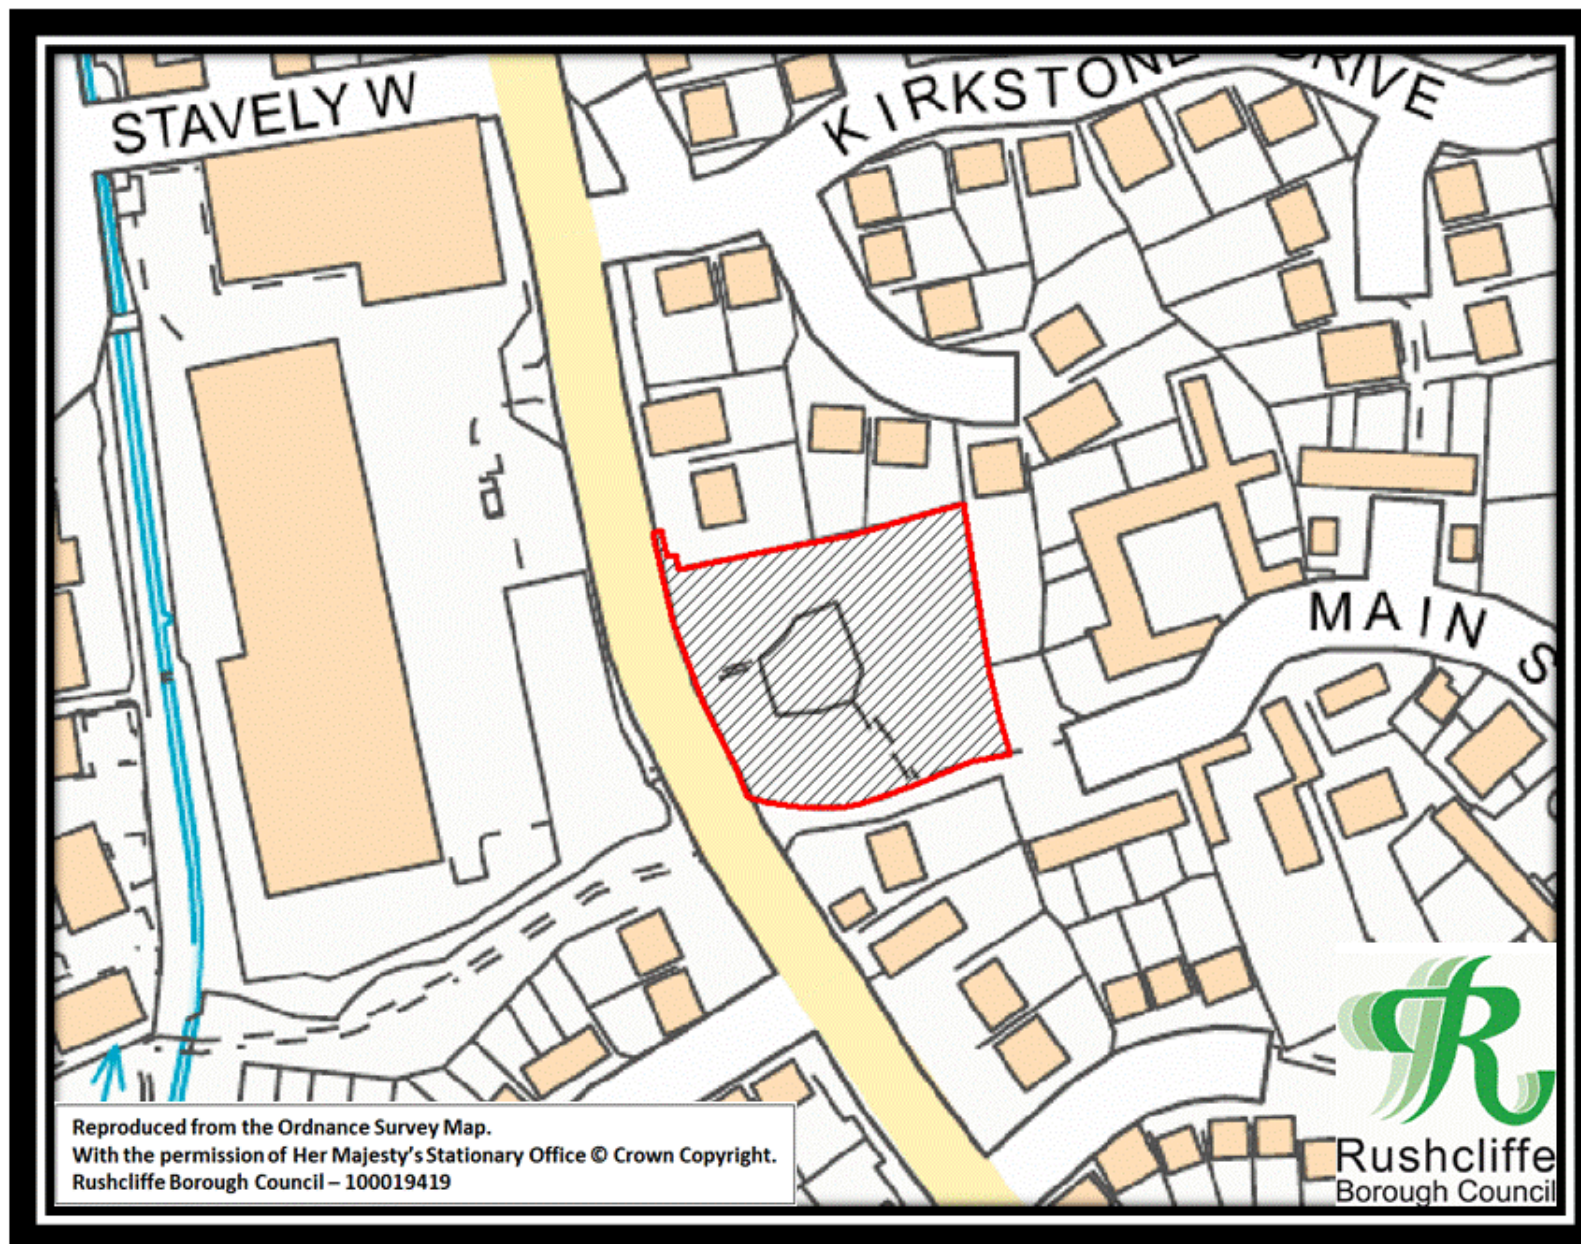 STAVELY W
KIRKSTONE DRIVE
MAIN S
Reproduced from the Ordnance Survey Map.
With the permission of Her Majesty's Stationary Office © Crown Copyright.
Rushcliffe Borough Council – 100019419
R
Rushcliffe
Borough Council